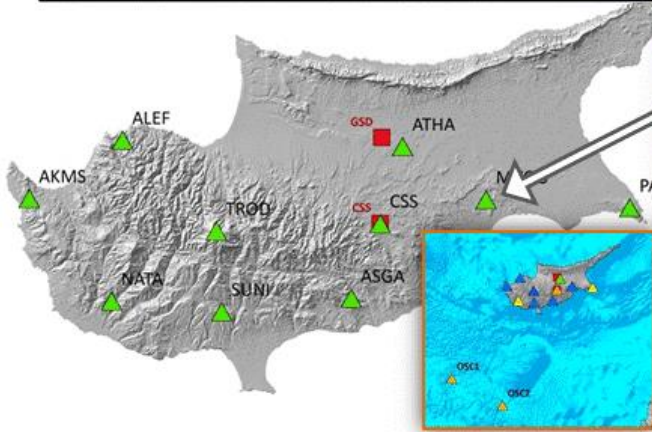 ALEF
GSD
ATHA
AKMS
TROD
CSS
CSS
NATA
SUNI
ASGA
OSC1
OSC2